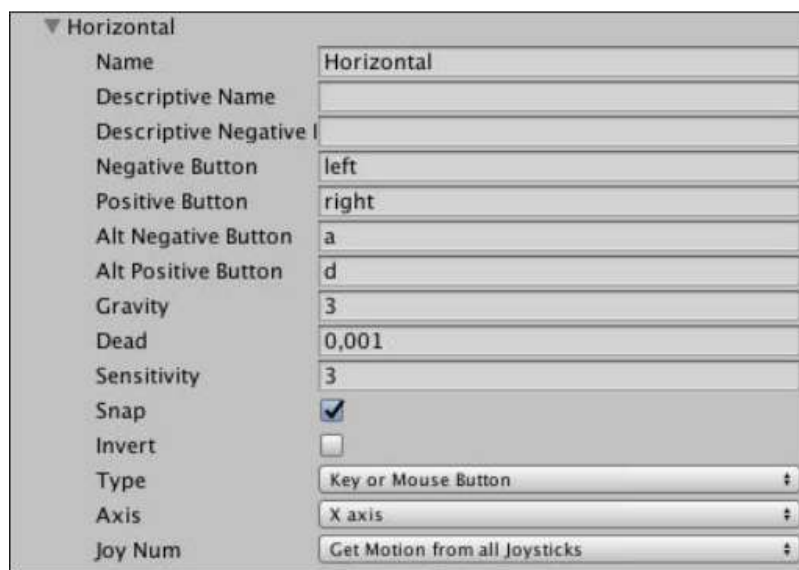 Horizontal
Name Horizontal
Descriptive Name
Descriptive Negative
Negative Button left
Positive Button right
Alt Negative Button a
Alt Positive Button d
Gravity 3
Dead 0,001
Sensitivity 3
Snap
Invert
Type Key or Mouse Button
Axis X axis
Joy Num Get Motion from all Joysticks